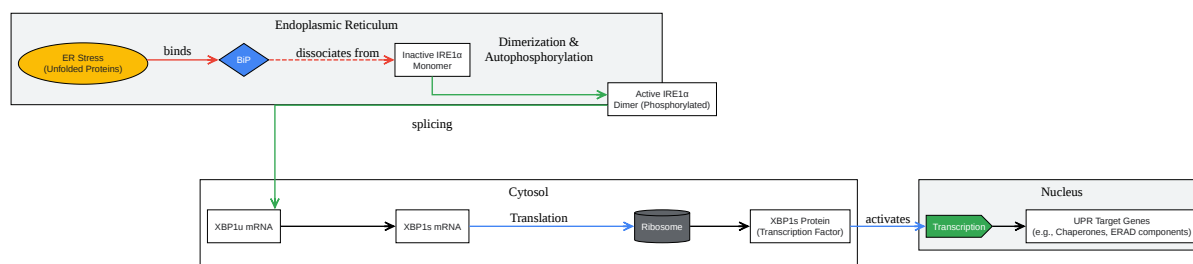 Endoplasmic Reticulum
ER Stress
(Unfolded Proteins)
binds
BiP
dissociates from
Inactive IRE1α
Monomer
Dimerization &
Autophosphorylation
Active IRE1α
Dimer (Phosphorylated)
splicing
Cytosol
XBP1u mRNA
XBP1s mRNA
Translation
Ribosome
XBP1s Protein
(Transcription Factor)
activates
Nucleus
Transcription
UPR Target Genes
(e.g., Chaperones, ERAD components)